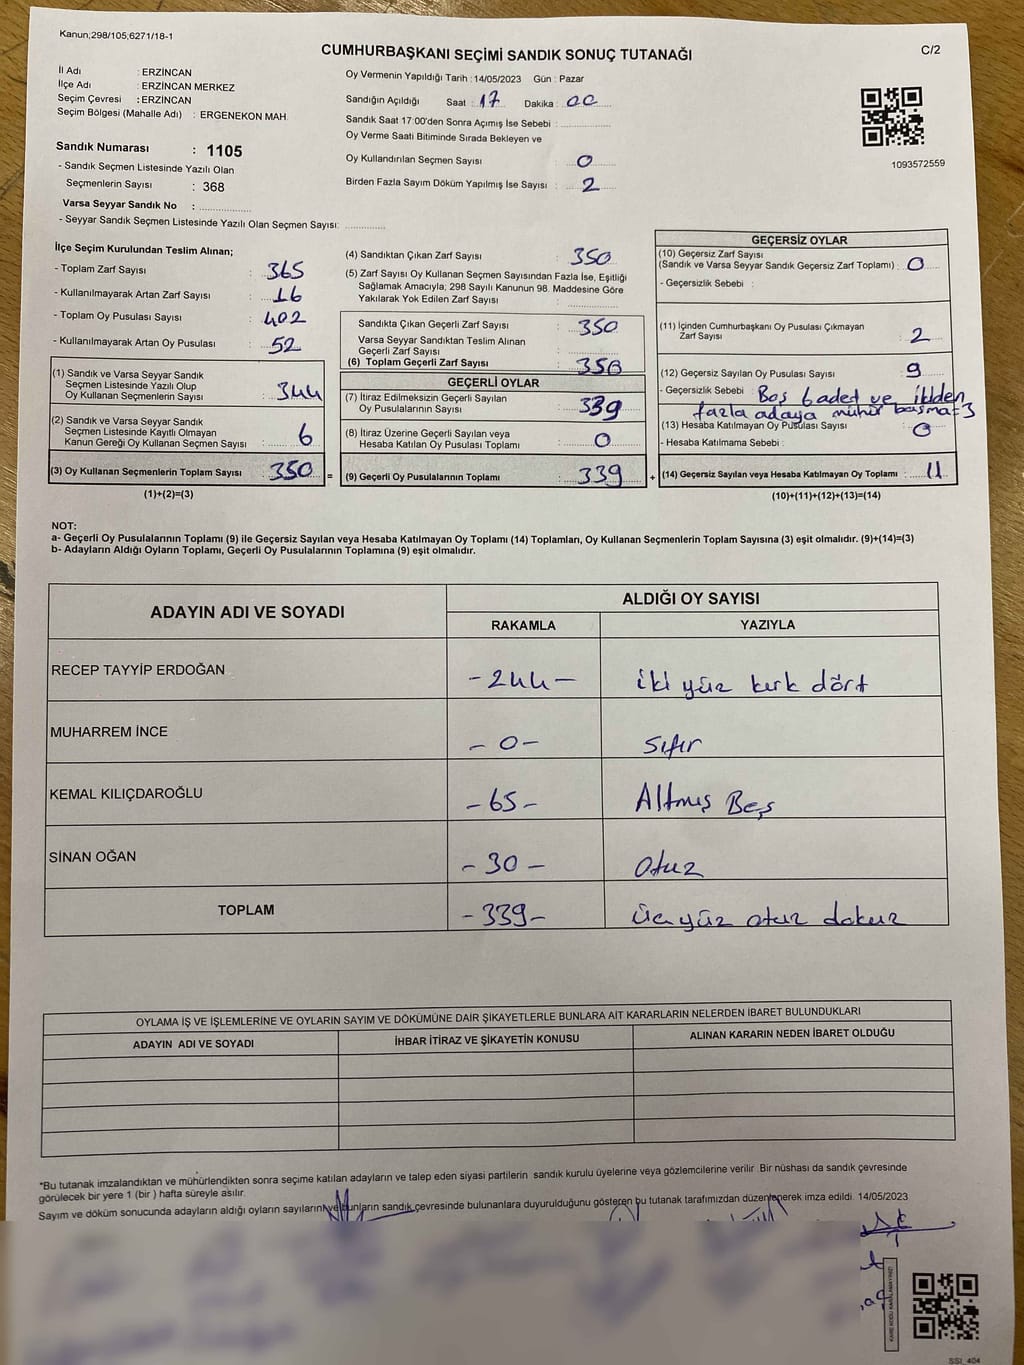 Kanun;298/105;6271/18-1
C/2
CUMHURBAŞKANI SEÇİMİ SANDIK SONUÇ TUTANAĞI
İl Adı : ERZİNCAN
İlçe Adı : ERZİNCAN MERKEZ
Seçim Çevresi : ERZİNCAN
Seçim Bölgesi (Mahalle Adı) : ERGENEKON MAH.
Sandık Numarası : 1105
- Sandık Seçmen Listesinde Yazılı Olan
Seçmenlerin Sayısı : 368
Varsa Seyyar Sandık No :
- Seyyar Sandık Seçmen Listesinde Yazılı Olan Seçmen Sayısı:
Oy Vermenin Yapıldığı Tarih : 14/05/2023 Gün : Pazar
Sandığın Açıldığı Saat : 17 Dakika : 00
Sandık Saat 17:00'den Sonra Açımış İse Sebebi :
Oy Verme Saati Bitiminde Sırada Bekleyen ve
Oy Kullandırılan Seçmen Sayısı : 0
Birden Fazla Sayım Döküm Yapılmış İse Sayısı : 2
1093572559
İlçe Seçim Kurulundan Teslim Alınan;
- Toplam Zarf Sayısı : 365
- Kullanılmayarak Artan Zarf Sayısı : 16
- Toplam Oy Pusulası Sayısı : 402
- Kullanılmayarak Artan Oy Pusulası : 52
(1) Sandık ve Varsa Seyyar Sandık
Seçmen Listesinde Yazılı Olup
Oy Kullanan Seçmenlerin Sayısı : 344
(2) Sandık ve Varsa Seyyar Sandık
Seçmen Listesinde Kayıtlı Olmayan
Kanun Gereği Oy Kullanan Seçmen Sayısı : 6
(3) Oy Kullanan Seçmenlerin Toplam Sayısı : 350
(1)+(2)=(3)
(4) Sandıktan Çıkan Zarf Sayısı : 350
(5) Zarf Sayısı Oy Kullanan Seçmen Sayısından Fazla İse, Eşitliği
Sağlamak Amacıyla; 298 Sayılı Kanunun 98. Maddesine Göre
Yakılarak Yok Edilen Zarf Sayısı :
Sandıkta Çıkan Geçerli Zarf Sayısı : 350
Varsa Seyyar Sandıktan Teslim Alınan
Geçerli Zarf Sayısı :
(6) Toplam Geçerli Zarf Sayısı : 350
GEÇERLİ OYLAR
(7) İtiraz Edilmeksizin Geçerli Sayılan
Oy Pusulalarının Sayısı : 339
(8) İtiraz Üzerine Geçerli Sayılan veya
Hesaba Katılan Oy Pusulası Toplamı : 0
= (9) Geçerli Oy Pusulalarının Toplamı : 339 +
GEÇERSİZ OYLAR
(10) Geçersiz Zarf Sayısı
(Sandık ve Varsa Seyyar Sandık Geçersiz Zarf Toplamı) : 0
- Geçersizlik Sebebi :
(11) İçinden Cumhurbaşkanı Oy Pusulası Çıkmayan
Zarf Sayısı : 2
(12) Geçersiz Sayılan Oy Pusulası Sayısı : 9
- Geçersizlik Sebebi : Boş 6 adet ve ikiden
fazla adaya mühür basma=3
(13) Hesaba Katılmayan Oy Pusulası Sayısı : 0
- Hesaba Katılmama Sebebi :
(14) Geçersiz Sayılan veya Hesaba Katılmayan Oy Toplamı : 11
(10)+(11)+(12)+(13)=(14)
NOT:
a- Geçerli Oy Pusulalarının Toplamı (9) ile Geçersiz Sayılan veya Hesaba Katılmayan Oy Toplamı (14) Toplamları, Oy Kullanan Seçmenlerin Toplam Sayısına (3) eşit olmalıdır. (9)+(14)=(3)
b- Adayların Aldığı Oyların Toplamı, Geçerli Oy Pusulalarının Toplamına (9) eşit olmalıdır.
ADAYIN ADI VE SOYADI
ALDIĞI OY SAYISI
RAKAMLA YAZIYLA
RECEP TAYYİP ERDOĞAN -244- iki yüz kırk dört
MUHARREM İNCE -0- sıfır
KEMAL KILIÇDAROĞLU -65- Altmış Beş
SİNAN OĞAN -30- otuz
TOPLAM -339- üçyüz otuz dokuz
OYLAMA İŞ VE İŞLEMLERİNE VE OYLARIN SAYIM VE DÖKÜMÜNE DAİR ŞİKAYETLERLE BUNLARA AİT KARARLARIN NELERDEN İBARET BULUNDUKLARI
ADAYIN ADI VE SOYADI İHBAR İTİRAZ VE ŞİKAYETİN KONUSU ALINAN KARARIN NEDEN İBARET OLDUĞU
*Bu tutanak imzalandıktan ve mühürlendikten sonra seçime katılan adayların ve talep eden siyasi partilerin sandık kurulu üyelerine veya gözlemcilerine verilir. Bir nüshası da sandık çevresinde
görülecek bir yere 1 (bir ) hafta süreyle asılır.
Sayım ve döküm sonucunda adayların aldığı oyların sayılarını ve bunların sandık çevresinde bulunanlara duyurulduğunu gösteren bu tutanak tarafımızdan düzenlenerek imza edildi. 14/05/2023
SSI_404